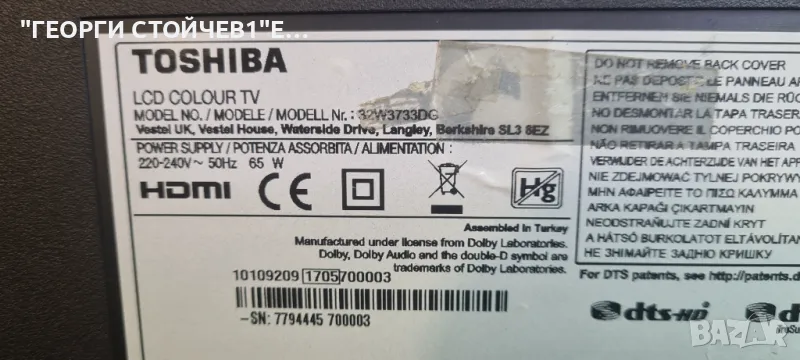 "ГЕОРГИ СТОЙЧЕВ1"Е...
TOSHIBA
LCD COLOUR TV
MODEL NO. / MODELE / MODELL Nr. : 32W3733DG
Vestel UK, Vestel House, Waterside Drive, Langley, Berkshire SL3 8EZ
POWER SUPPLY / POTENZA ASSORBITA / ALIMENTATION :
220-240V~ 50Hz 65 W
HDMI CE Hg
Assembled in Turkey
Manufactured under license from Dolby Laboratories.
Dolby, Dolby Audio and the double-D symbol are
trademarks of Dolby Laboratories.
10109209 1705 700003
-SN: 7794445 700003
DO NOT REMOVE BACK COVER
NE PAS DEPOSE LE PANNEAU AR
ENTFERNEN SIE NIEMALS DIE RÜC
NO DESMONTAR LA TAPA TRASER
NON RIMUOVERE IL COPERCHIO PO
NÃO RETIRAR A TAMPA TRASEIRA
VERWIJDER DE ACHTERZIJDE VAN HET APP
NIE ZDEJMOWAĆ TYLNEJ POKRYWY
ΜΗΝ ΑΦΑΙΡΕΙΤΕ ΤΟ ΠΙΣΩ ΚΑΛΥΜΜΑ
ARKA KAPAĞI ÇIKARTMAYIN
NEODSTRAŇUJTE ZADNÍ KRYT
A HÁTSÓ BURKOLATOT ELTÁVOLÍTAN
НЕ ЗНІМАЙТЕ ЗАДНЮ КРИШКУ
For DTS patents, see http://patents.d
dts-HD
BAZAR